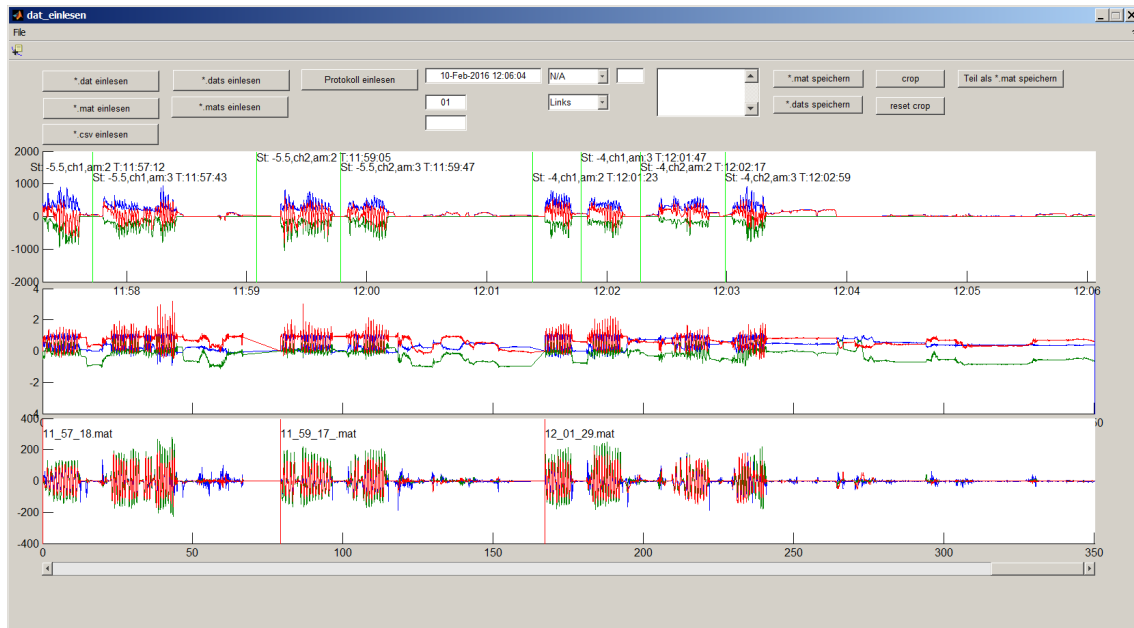 dat_einlesen
File
*.dat einlesen *.dats einlesen Protokoll einlesen 10-Feb-2016 12:06:04 N/A *.mat speichern crop Teil als *.mat speichern
*.mat einlesen *.mats einlesen 01 Links *.dats speichern reset crop
*.csv einlesen
2000
St: -5.5,ch2,am:2 T:11:59:05 St: -4,ch1,am:3 T:12:01:47
St: -5.5,ch1,am:2 T:11:57:12 St: -5.5,ch2,am:3 T:11:59:47 St: -4,ch2,am:2 T:12:02:17
St: -5.5,ch1,am:3 T:11:57:43 St: -4,ch1,am:2 T:12:01:23 St: -4,ch2,am:3 T:12:02:59
1000
0
-1000
-2000
11:58 11:59 12:00 12:01 12:02 12:03 12:04 12:05 12:06
4
2
0
-2
-4
400
11_57_18.mat 11_59_17_.mat 12_01_29.mat
200
0
-200
-400
0 50 100 150 200 250 300 350